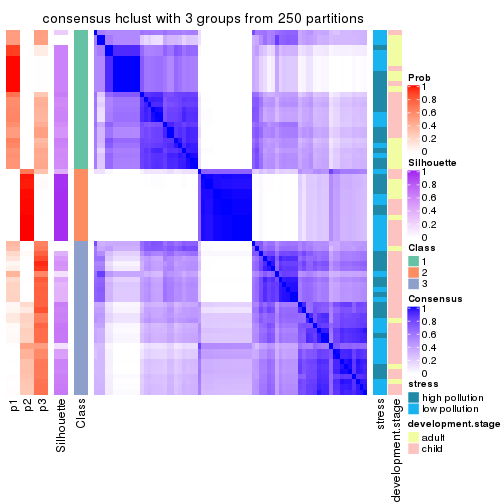 consensus hclust with 3 groups from 250 partitions
Prob
1
0.8
0.6
0.4
0.2
0
Silhouette
1
0.8
0.6
0.4
0.2
0
Class
1
2
3
Consensus
1
0.8
0.6
0.4
0.2
0
stress
high pollution
low pollution
development.stage
adult
child
p1
p2
p3
Silhouette
Class
stress
development.stage